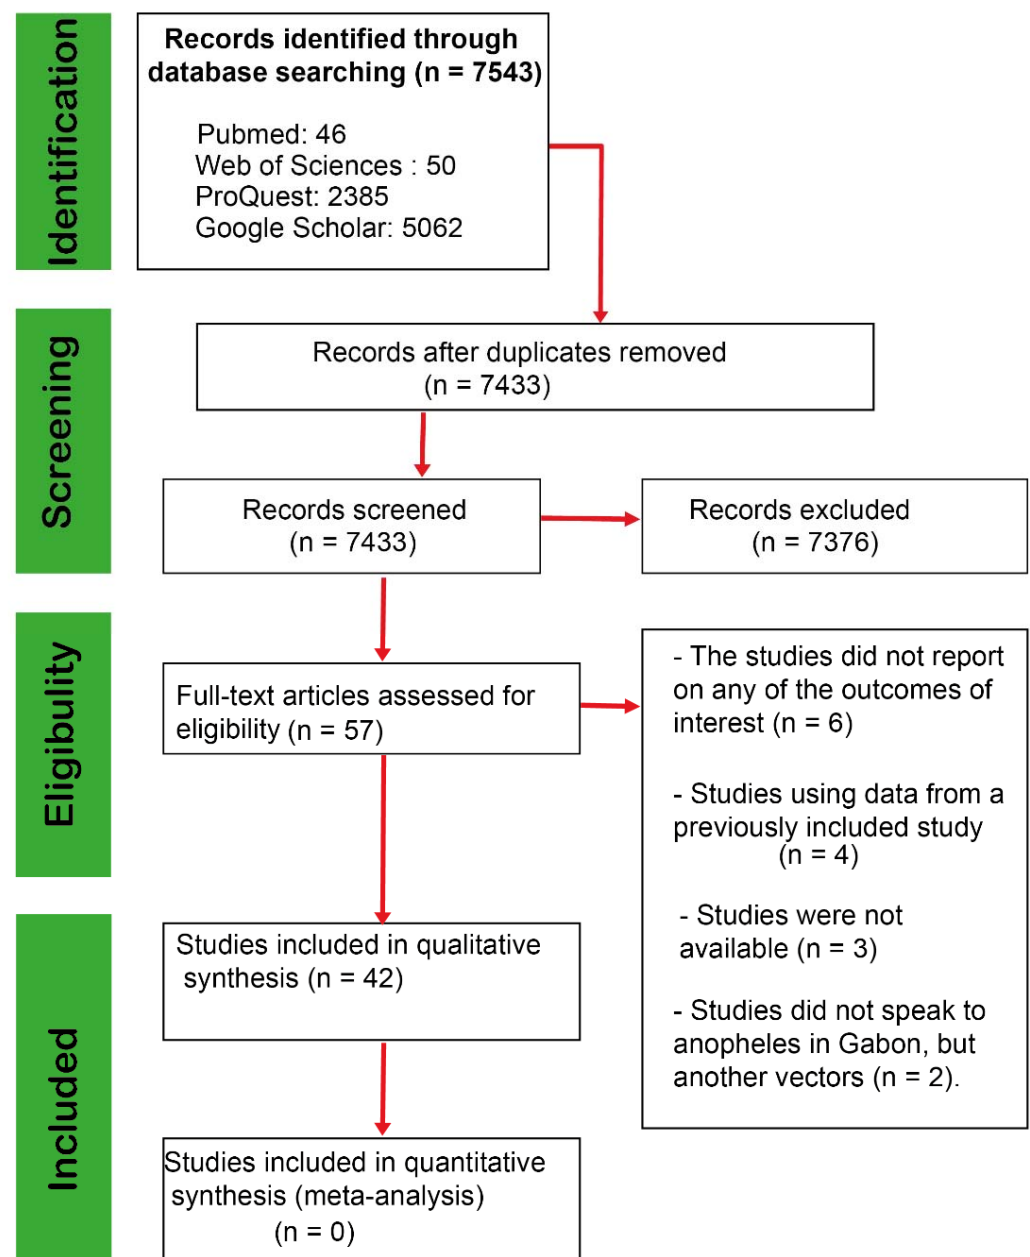 Identification
Records identified through
database searching (n = 7543)
Pubmed: 46
Web of Sciences : 50
ProQuest: 2385
Google Scholar: 5062
Screening
Records after duplicates removed
(n = 7433)
Records screened
(n = 7433)
Records excluded
(n = 7376)
Eligibulity
Full-text articles assessed for
eligibility (n = 57)
- The studies did not report
on any of the outcomes of
interest (n = 6)
- Studies using data from a
previously included study
(n = 4)
- Studies were not
available (n = 3)
- Studies did not speak to
anopheles in Gabon, but
another vectors (n = 2).
Included
Studies included in qualitative
synthesis (n = 42)
Studies included in quantitative
synthesis (meta-analysis)
(n = 0)